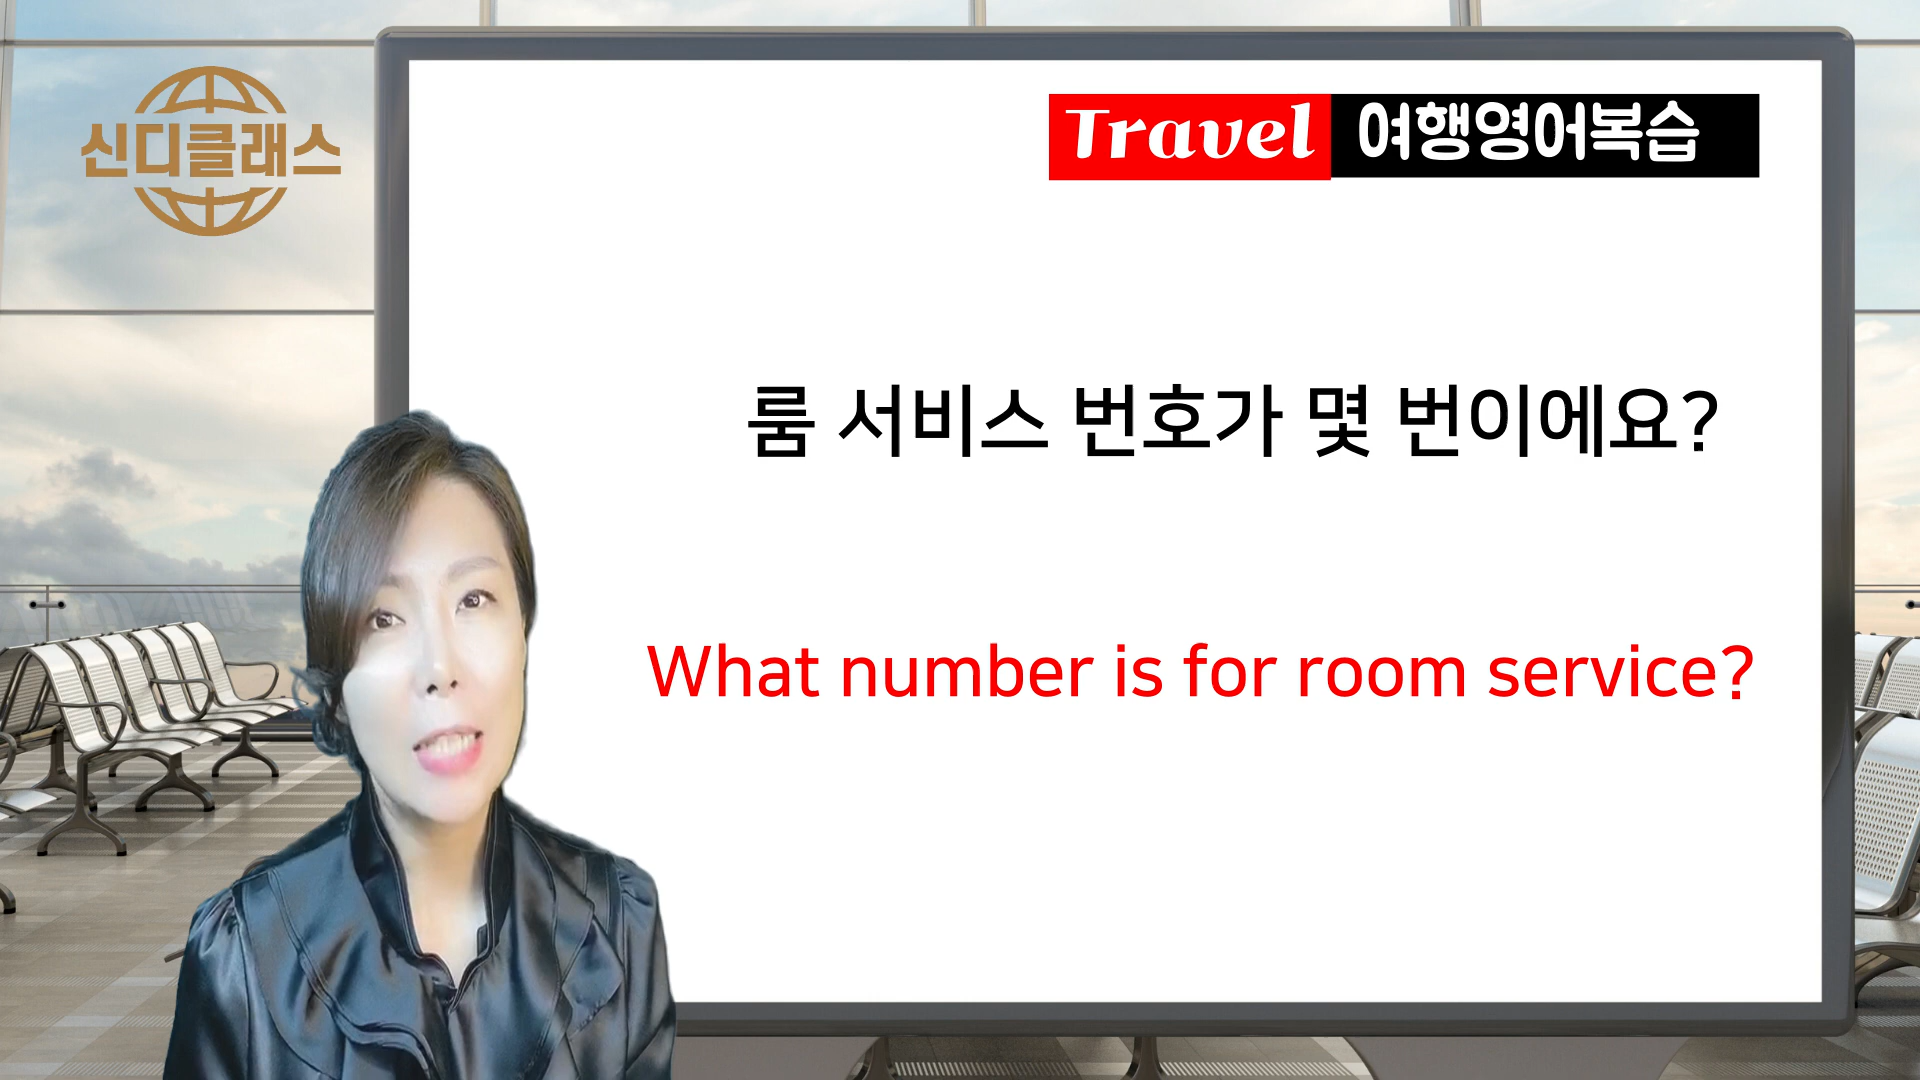 신디클래스
Travel 여행영어복습
룸 서비스 번호가 몇 번이에요?
What number is for room service?